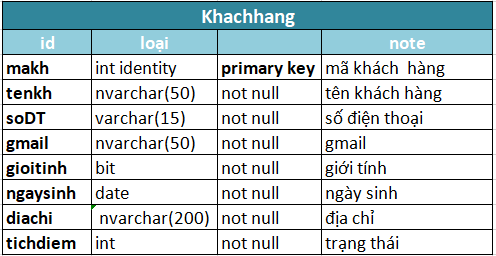 Khachhang
id loại note
makh int identity primary key mã khách hàng
tenkh nvarchar(50) not null tên khách hàng
soDT varchar(15) not null số điện thoại
gmail nvarchar(50) not null gmail
gioitinh bit not null giới tính
ngaysinh date not null ngày sinh
diachi nvarchar(200) not null địa chỉ
tichdiem int not null trạng thái